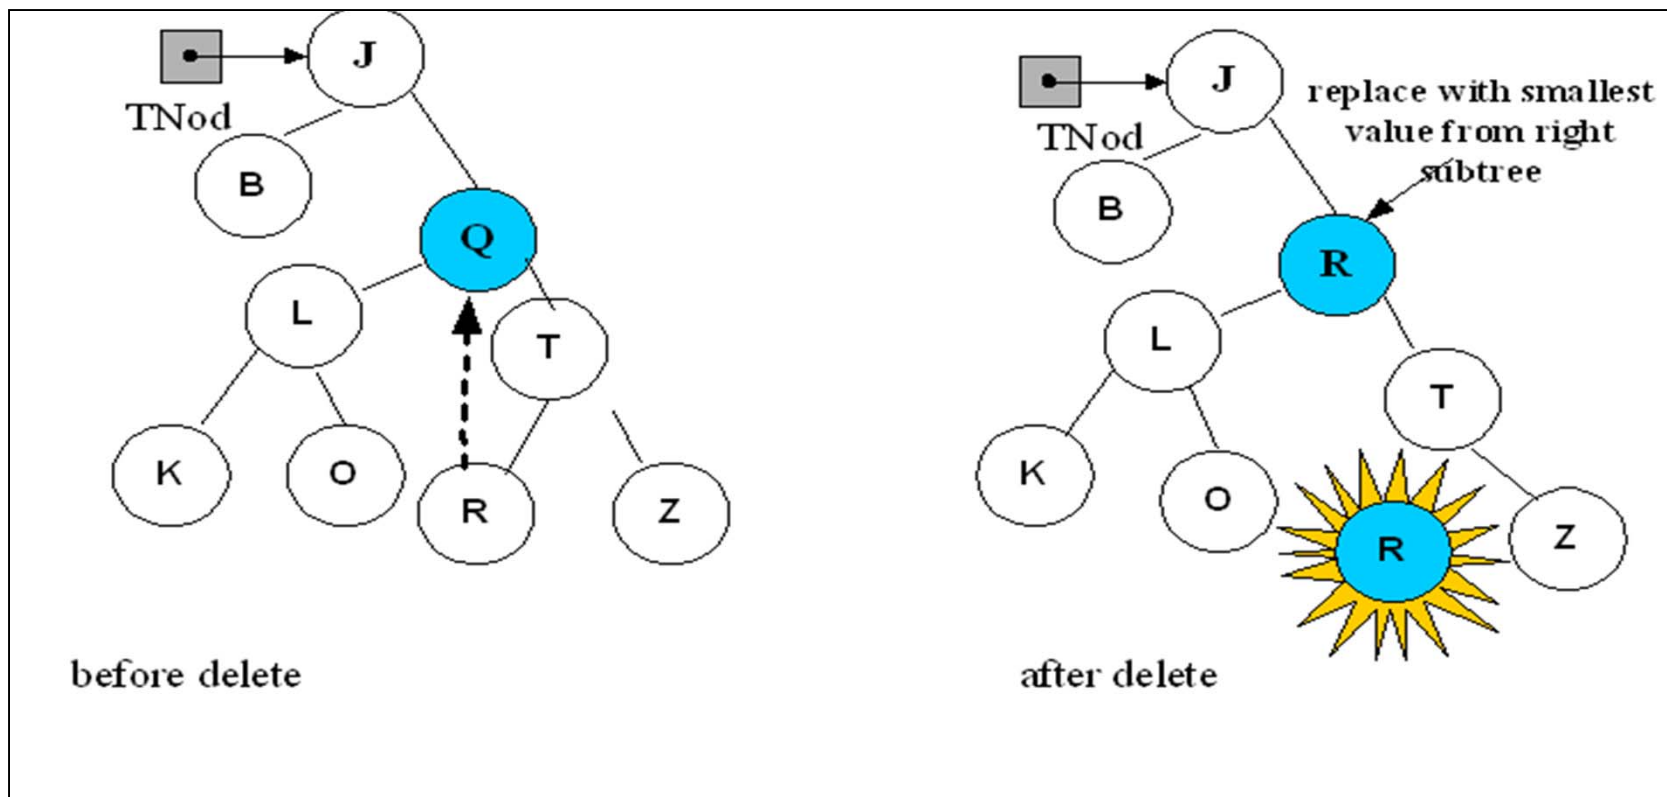 J
TNod
B
Q
L
T
K
O
R
Z
before delete
J
replace with smallest
value from right
subtree
TNod
B
R
L
T
K
O
R
Z
after delete